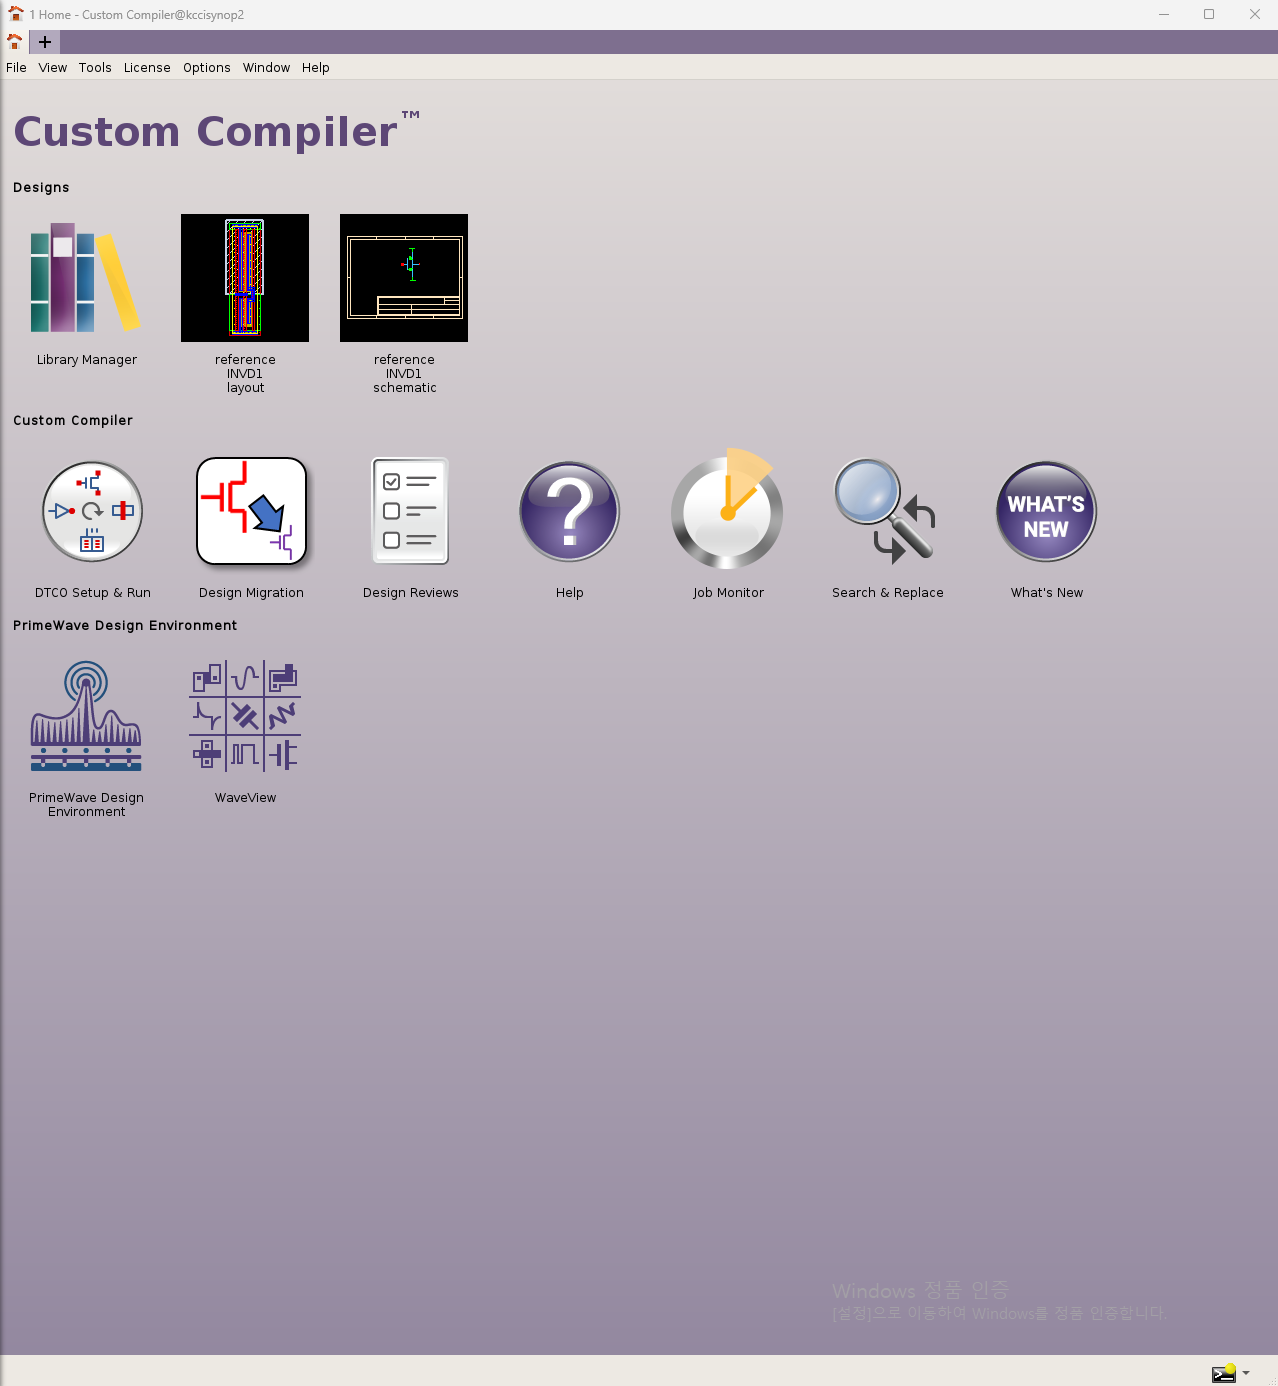 1 Home - Custom Compiler@kccisynop2
File View Tools License Options Window Help
Custom Compiler™
Designs
Library Manager
reference
INVD1
layout
reference
INVD1
schematic
Custom Compiler
WHAT'S
NEW
DTCO Setup & Run
Design Migration
Design Reviews
Help
Job Monitor
Search & Replace
What's New
PrimeWave Design Environment
PrimeWave Design
Environment
WaveView
Windows 정품 인증
[설정]으로 이동하여 Windows를 정품 인증합니다.